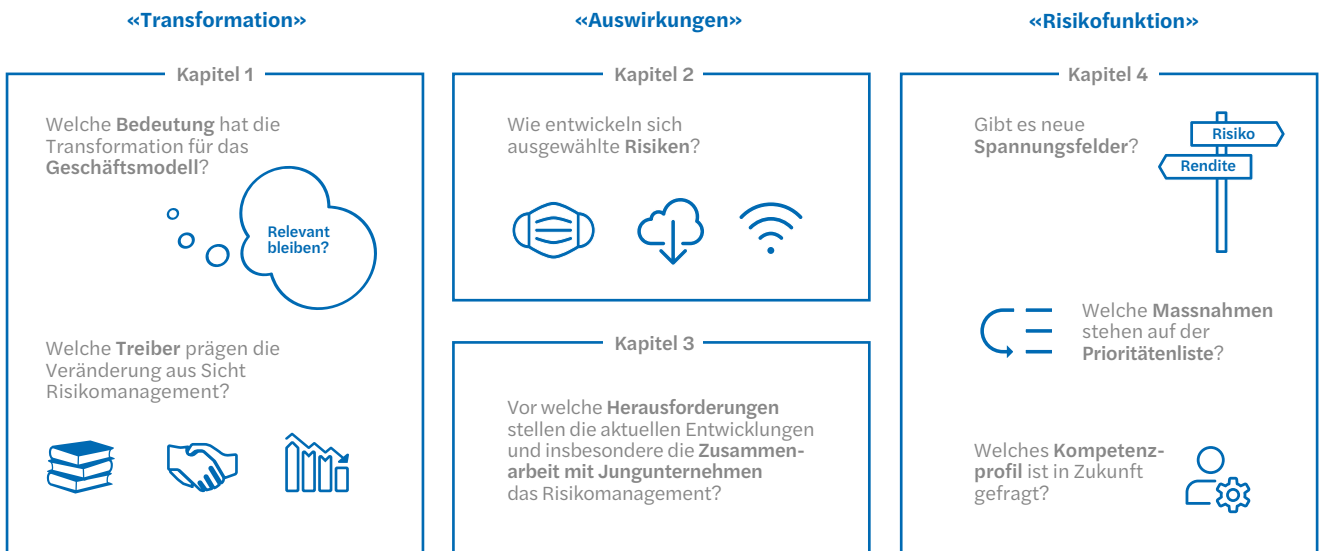 «Transformation»
Kapitel 1
Welche Bedeutung hat die
Transformation für das
Geschäftsmodell?
Relevant
bleiben?
Welche Treiber prägen die
Veränderung aus Sicht
Risikomanagement?
«Auswirkungen»
Kapitel 2
Wie entwickeln sich
ausgewählte Risiken?
Kapitel 3
Vor welche Herausforderungen
stellen die aktuellen Entwicklungen
und insbesondere die Zusammen-
arbeit mit Jungunternehmen
das Risikomanagement?
«Risikofunktion»
Kapitel 4
Gibt es neue
Spannungsfelder?
Risiko
Rendite
Welche Massnahmen
stehen auf der
Prioritätenliste?
Welches Kompetenz-
profil ist in Zukunft
gefragt?